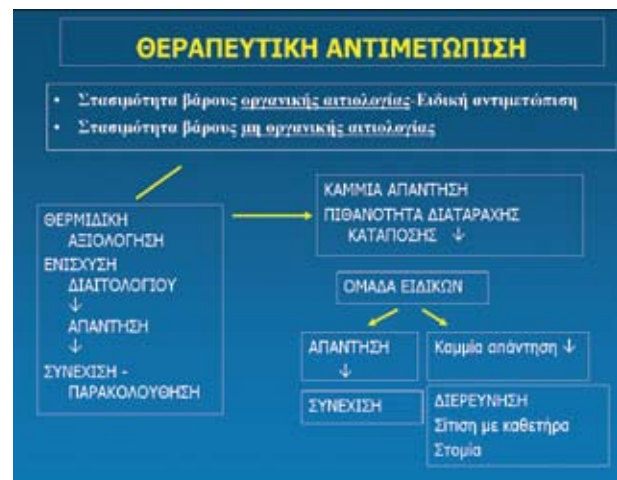 ΘΕΡΑΠΕΥΤΙΚΗ ΑΝΤΙΜΕΤΩΠΙΣΗ
• Στασιμότητα βάρους οργανικής αιτιολογίας-Ειδική αντιμετώπιση
• Στασιμότητα βάρους μη οργανικής αιτιολογίας
ΘΕΡΜΙΔΙΚΗ
ΑΞΙΟΛΟΓΗΣΗ
ΕΝΙΣΧΥΣΗ
ΔΙΑΙΤΟΛΟΓΙΟΥ
↓
ΑΠΑΝΤΗΣΗ
↓
ΣΥΝΕΧΙΣΗ -
ΠΑΡΑΚΟΛΟΥΘΗΣΗ
ΚΑΜΜΙΑ ΑΠΑΝΤΗΣΗ
ΠΙΘΑΝΟΤΗΤΑ ΔΙΑΤΑΡΑΧΗΣ
ΚΑΤΑΠΟΣΗΣ ↓
ΟΜΑΔΑ ΕΙΔΙΚΩΝ
ΑΠΑΝΤΗΣΗ
↓
ΣΥΝΕΧΙΣΗ
Καμμία απάντηση ↓
ΔΙΕΡΕΥΝΗΣΗ
Σίτιση με καθετήρα
Στομία